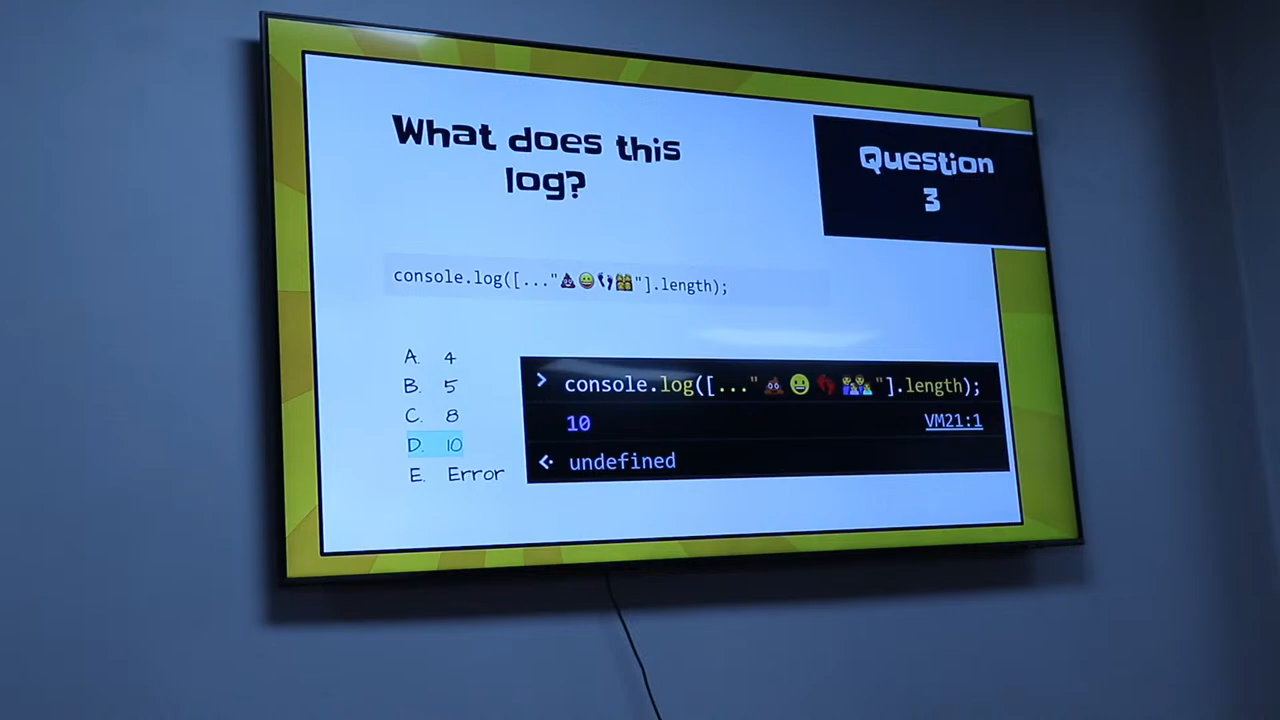 What does this
log?
Question
3
console.log([..."💩😀👣👨‍👩‍👧‍👦"].length);
A. 4
B. 5
C. 8
D. 10
E. Error
> console.log([..."💩😀👣👨‍👩‍👧‍👦"].length);
10 VM21:1
<· undefined